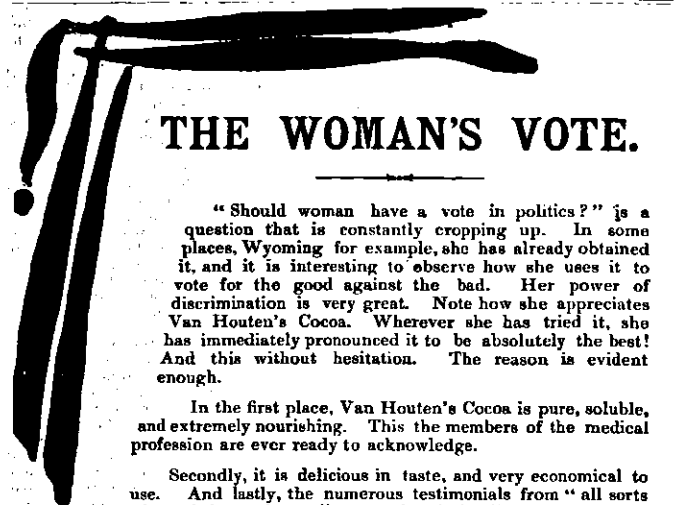 THE WOMAN'S VOTE.
"Should woman have a vote in politics?" is a
question that is constantly cropping up. In some
places, Wyoming for example, she has already obtained
it, and it is interesting to observe how she uses it to
vote for the good against the bad. Her power of
discrimination is very great. Note how she appreciates
Van Houten's Cocoa. Wherever she has tried it, she
has immediately pronounced it to be absolutely the best!
And this without hesitation. The reason is evident
enough.
In the first place, Van Houten's Cocoa is pure, soluble,
and extremely nourishing. This the members of the medical
profession are ever ready to acknowledge.
Secondly, it is delicious in taste, and very economical to
use. And lastly, the numerous testimonials from "all sorts